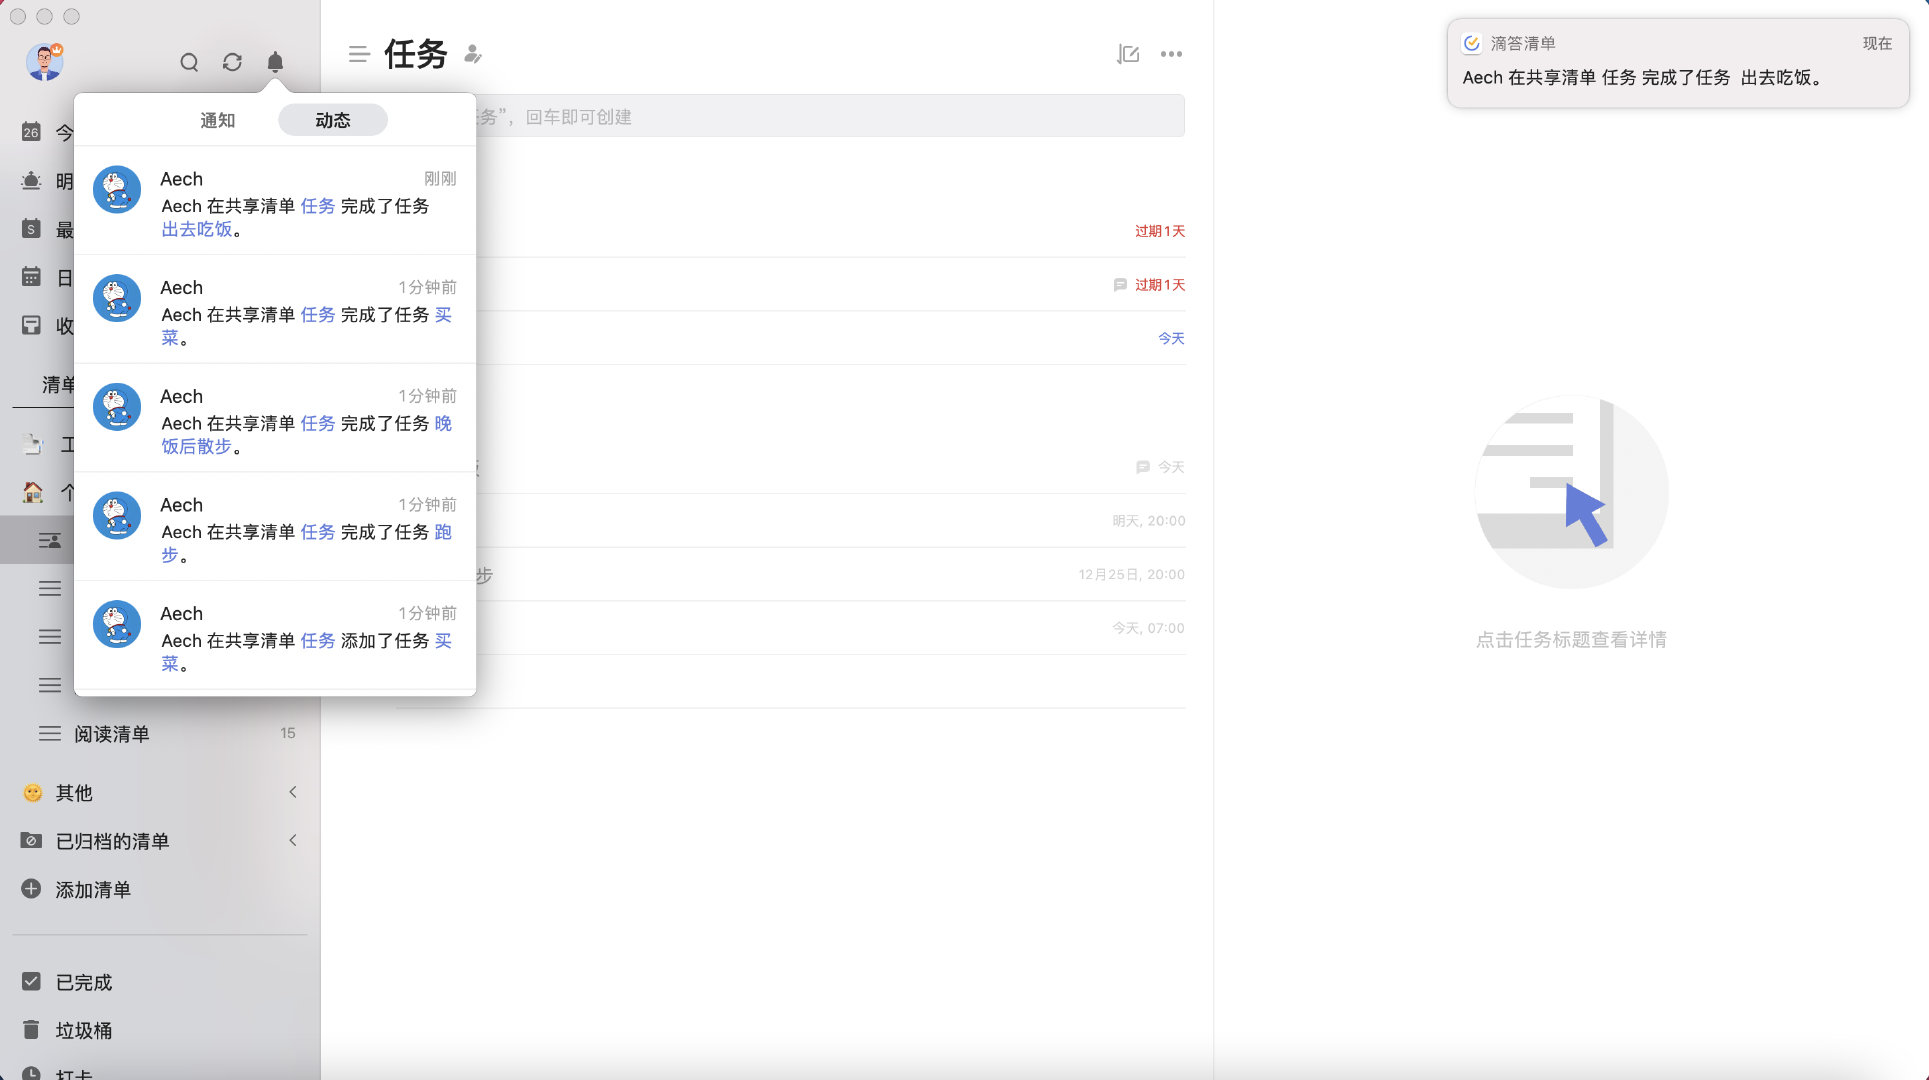 任务
滴答清单
现在
Aech 在共享清单 任务 完成了任务 出去吃饭。
26
今
明
S
最
日
收
清单
工
个
阅读清单
15
其他
已归档的清单
添加清单
已完成
垃圾桶
打卡
通知
动态
Aech
刚刚
Aech 在共享清单 任务 完成了任务
出去吃饭。
Aech
1分钟前
Aech 在共享清单 任务 完成了任务 买
菜。
Aech
1分钟前
Aech 在共享清单 任务 完成了任务 晚
饭后散步。
Aech
1分钟前
Aech 在共享清单 任务 完成了任务 跑
步。
Aech
1分钟前
Aech 在共享清单 任务 添加了任务 买
菜。
务”，回车即可创建
过期1天
过期1天
今天
今天
明天, 20:00
步
12月25日, 20:00
今天, 07:00
点击任务标题查看详情